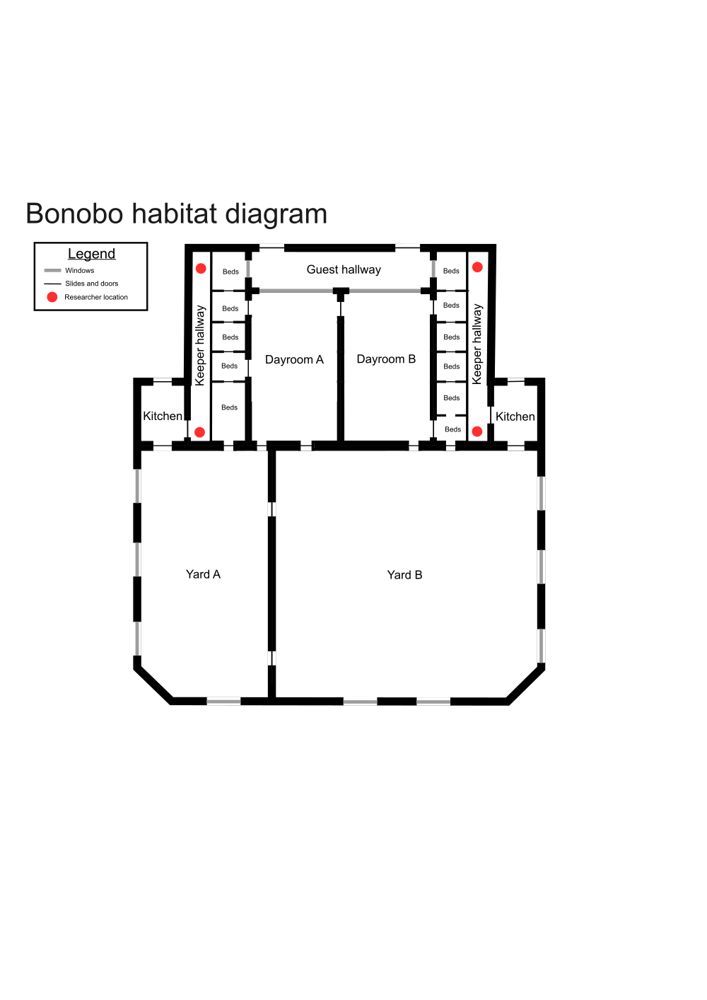 Bonobo habitat diagram
Legend
Windows
Slides and doors
Researcher location
Beds
Guest hallway
Beds
Beds
Beds
Keeper hallway
Keeper hallway
Beds
Beds
Dayroom A
Dayroom B
Beds
Beds
Beds
Beds
Kitchen
Kitchen
Beds
Yard A
Yard B